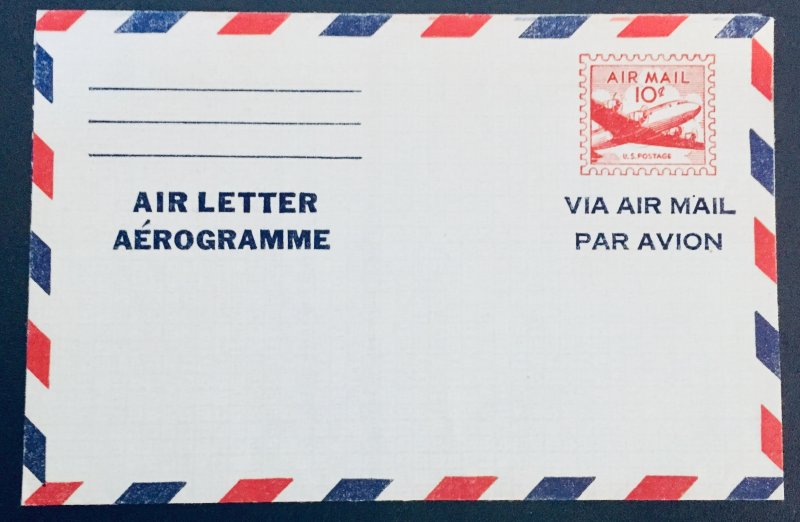 AIR MAIL
10¢
U.S. POSTAGE
AIR LETTER
AÉROGRAMME
VIA AIR MAIL
PAR AVION